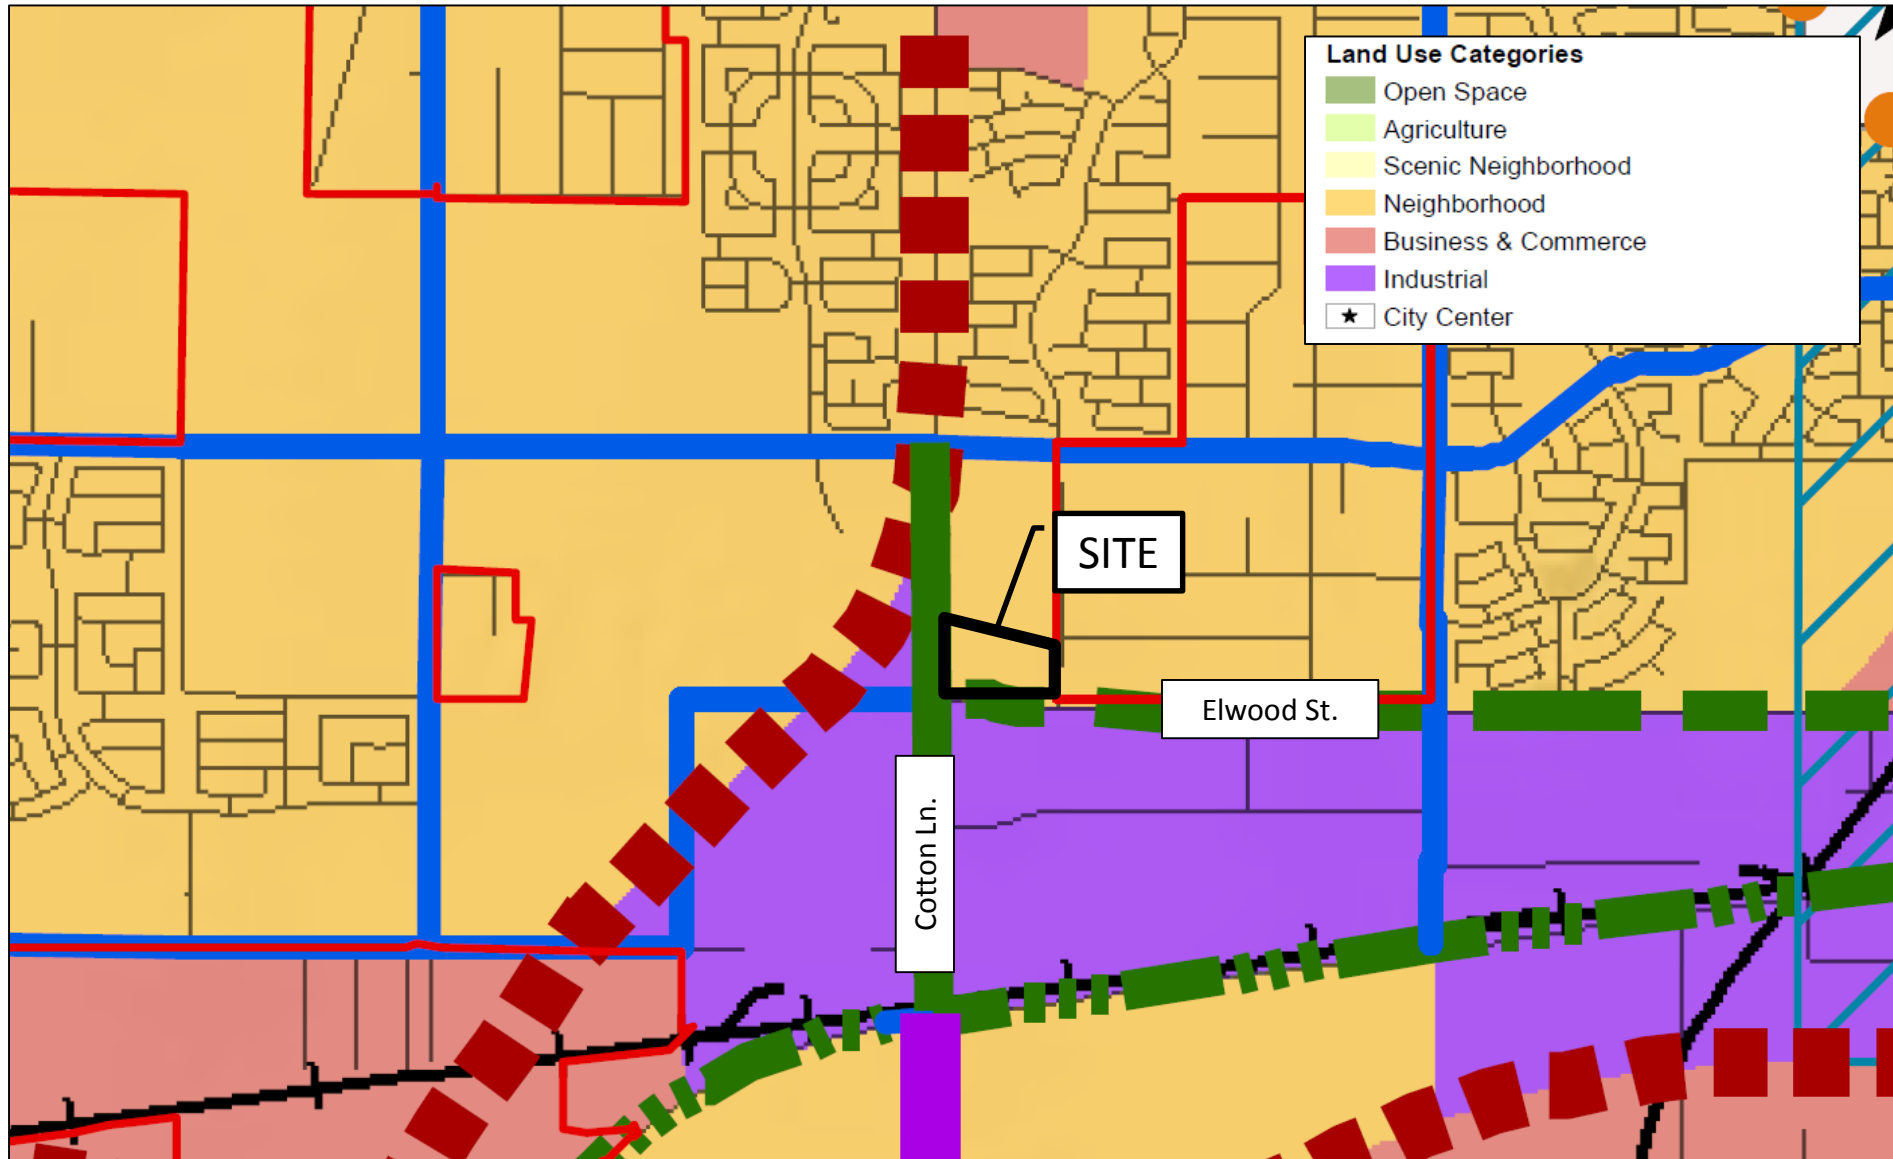 Land Use Categories
Open Space
Agriculture
Scenic Neighborhood
Neighborhood
Business & Commerce
Industrial
City Center
SITE
Elwood St.
Cotton Ln.